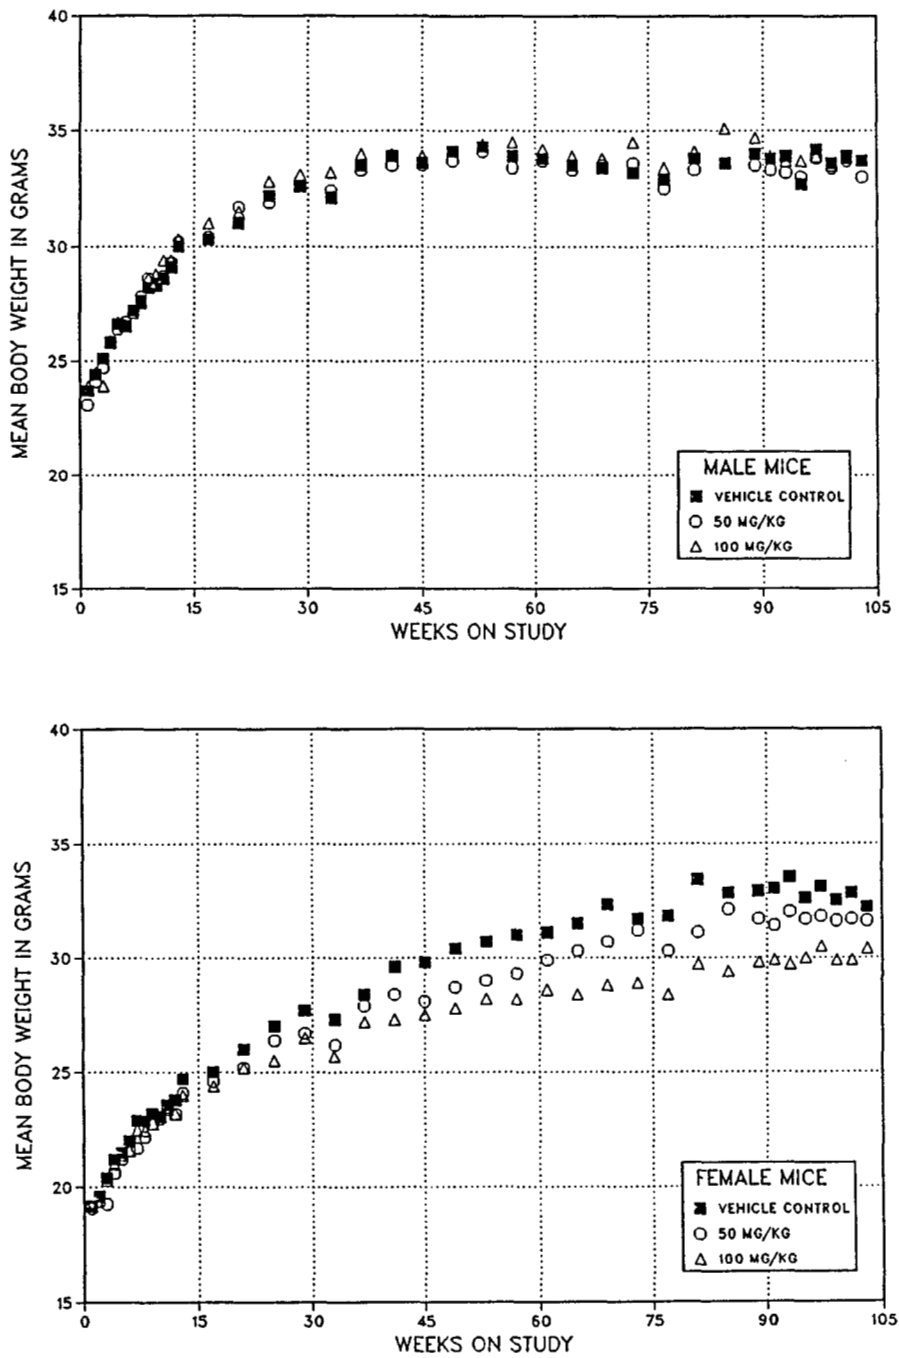 40
35
30
25
20
15
MEAN BODY WEIGHT IN GRAMS
MALE MICE
VEHICLE CONTROL
50 MG/KG
100 MG/KG
0 15 30 45 60 75 90 105
WEEKS ON STUDY
40
35
30
25
20
15
MEAN BODY WEIGHT IN GRAMS
FEMALE MICE
VEHICLE CONTROL
50 MG/KG
100 MG/KG
0 15 30 45 60 75 90 105
WEEKS ON STUDY